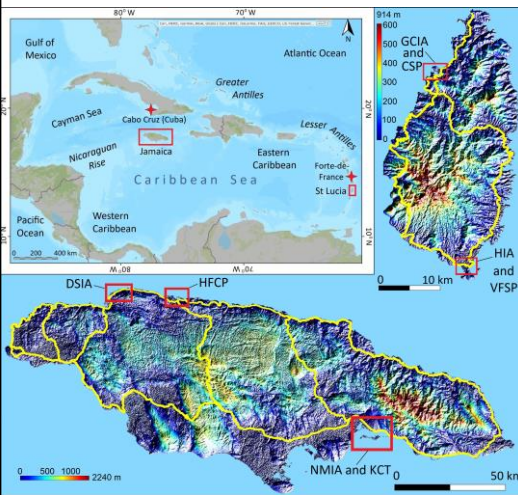 80°W
70°W
Gulf of
Mexico
Atlantic Ocean
N
20°N
20°N
Greater
Antilles
Cayman Sea
Cabo Cruz (Cuba)
Lesser Antilles
Jamaica
Nicaraguan
Rise
Eastern
Caribbean
Forte-de-
France
Caribbean Sea
St Lucia
Pacific
Ocean
Western
Caribbean
10°N
10°N
0 200 400 km
80°W
70°W
914 m
600
500
400
300
200
100
0
GCIA
and
CSP
N
HIA
and
VFSP
0 10 km
DSIA
HFCP
NMIA and KCT
0 500 1000 2240 m
0 50 km